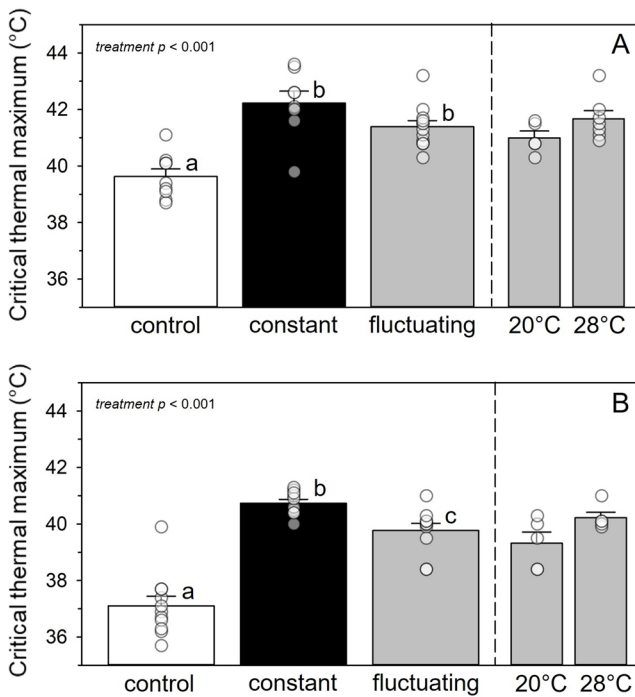 Critical thermal maximum (°C)
44
42
40
38
36
treatment p < 0.001
A
a
b
b
control
constant
fluctuating
20°C
28°C
Critical thermal maximum (°C)
44
42
40
38
36
treatment p < 0.001
B
a
b
c
control
constant
fluctuating
20°C
28°C